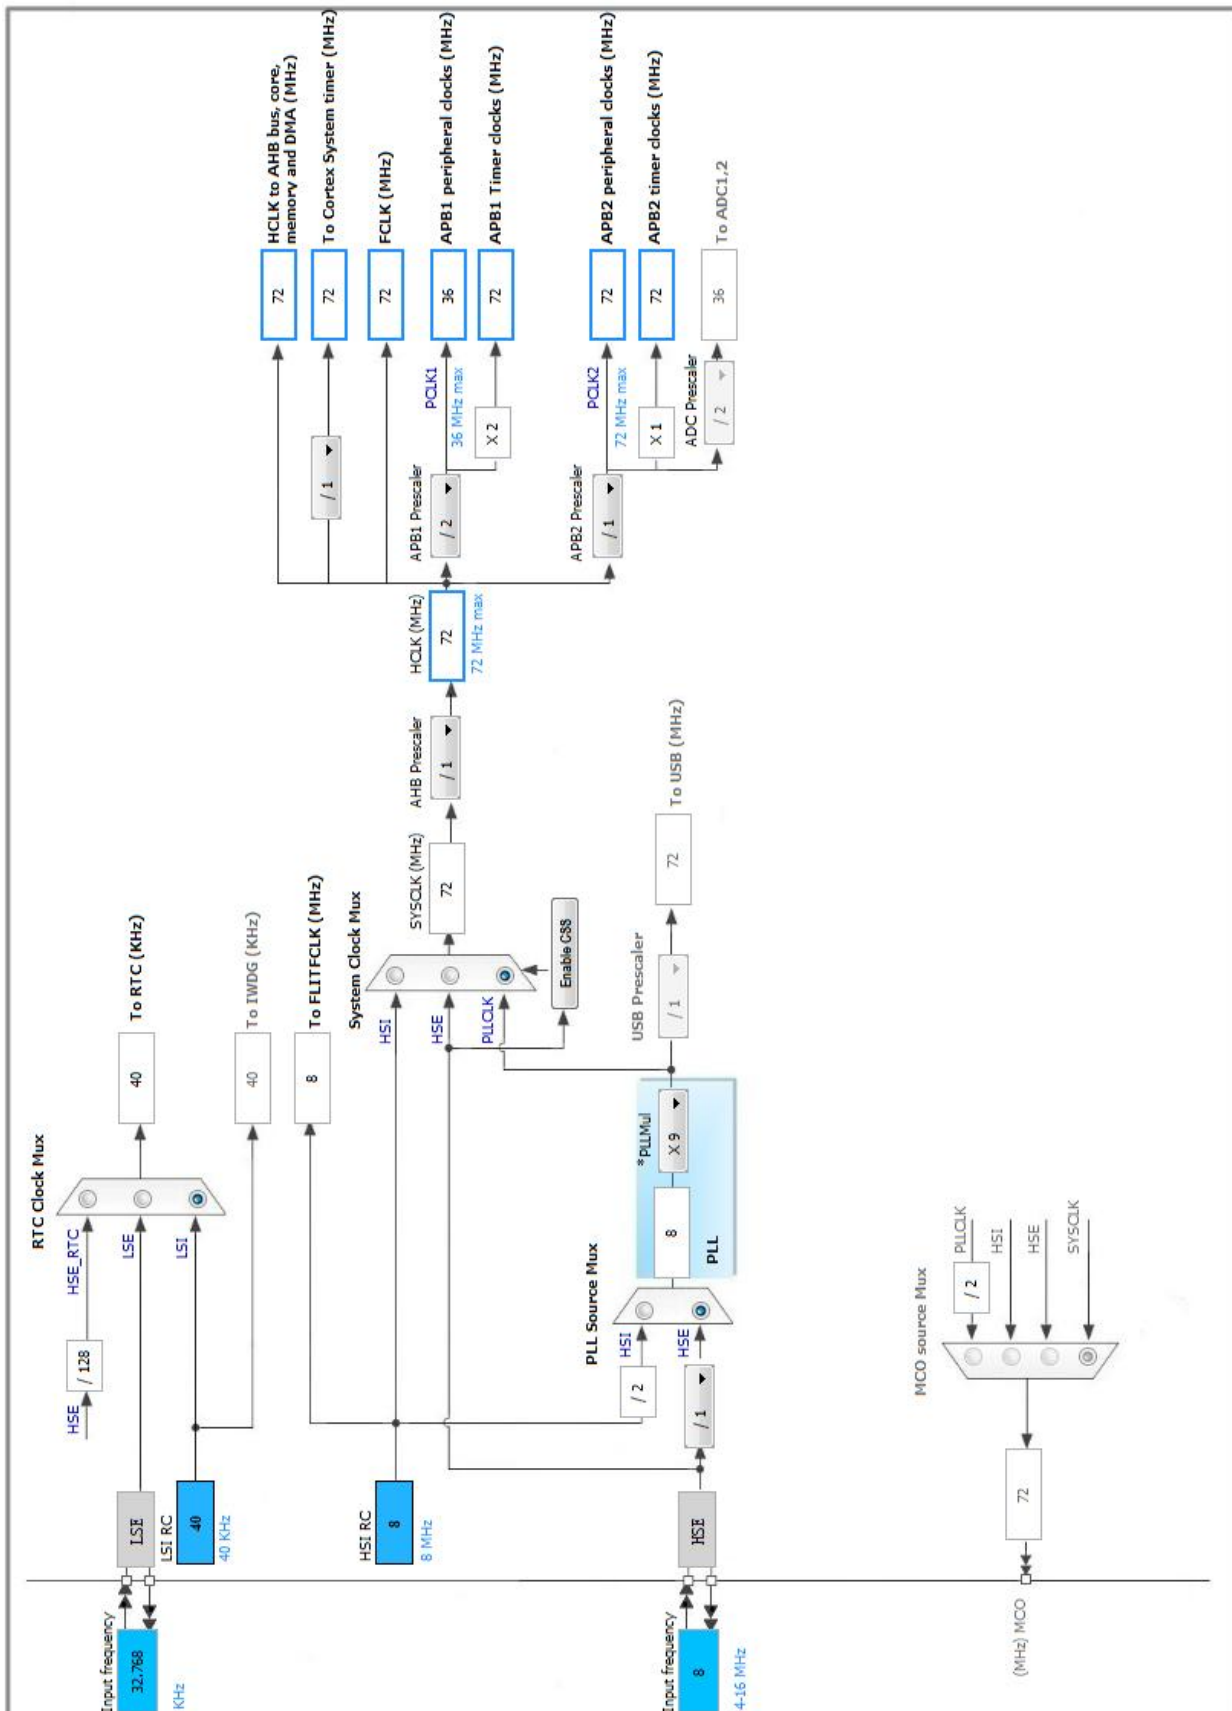 RTC Clock Mux
HSE
/ 128
HSE_RTC
LSE
LSI
40
To RTC (KHz)
Input frequency
32.768
KHz
LSE
LSI RC
40
40 KHz
40
To IWDG (KHz)
8
To FLITFCLK (MHz)
HSI RC
8
8 MHz
System Clock Mux
HSI
HSE
PLLCLK
Enable CSS
SYSCLK (MHz)
72
AHB Prescaler
/ 1
HCLK (MHz)
72
72 MHz max
72
HCLK to AHB bus, core,
memory and DMA (MHz)
/ 1
72
To Cortex System timer (MHz)
72
FCLK (MHz)
APB1 Prescaler
/ 2
PCLK1
36 MHz max
36
APB1 peripheral clocks (MHz)
X 2
72
APB1 Timer clocks (MHz)
APB2 Prescaler
/ 1
PCLK2
72 MHz max
72
APB2 peripheral clocks (MHz)
X 1
72
APB2 timer clocks (MHz)
ADC Prescaler
/ 2
36
To ADC1,2
PLL Source Mux
HSI
/ 2
HSE
/ 1
8
*PLLMul
X 9
PLL
USB Prescaler
/ 1
72
To USB (MHz)
Input frequency
8
4-16 MHz
HSE
MCO source Mux
PLLCLK
/ 2
HSI
HSE
SYSCLK
72
(MHz) MCO